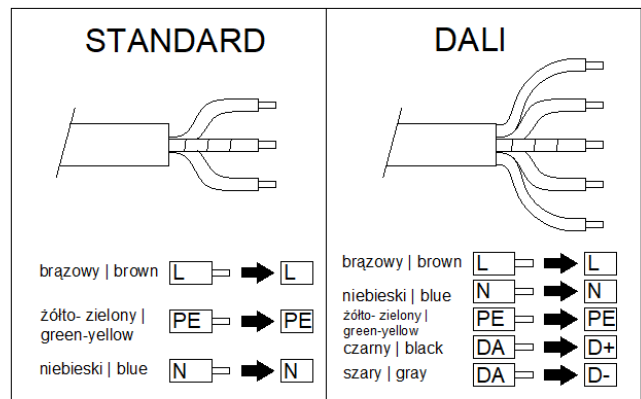 STANDARD
brązowy | brown L L
żółto- zielony |
green-yellow PE PE
niebieski | blue N N
DALI
brązowy | brown L L
niebieski | blue N N
żółto- zielony |
green-yellow PE PE
czarny | black DA D+
szary | gray DA D-